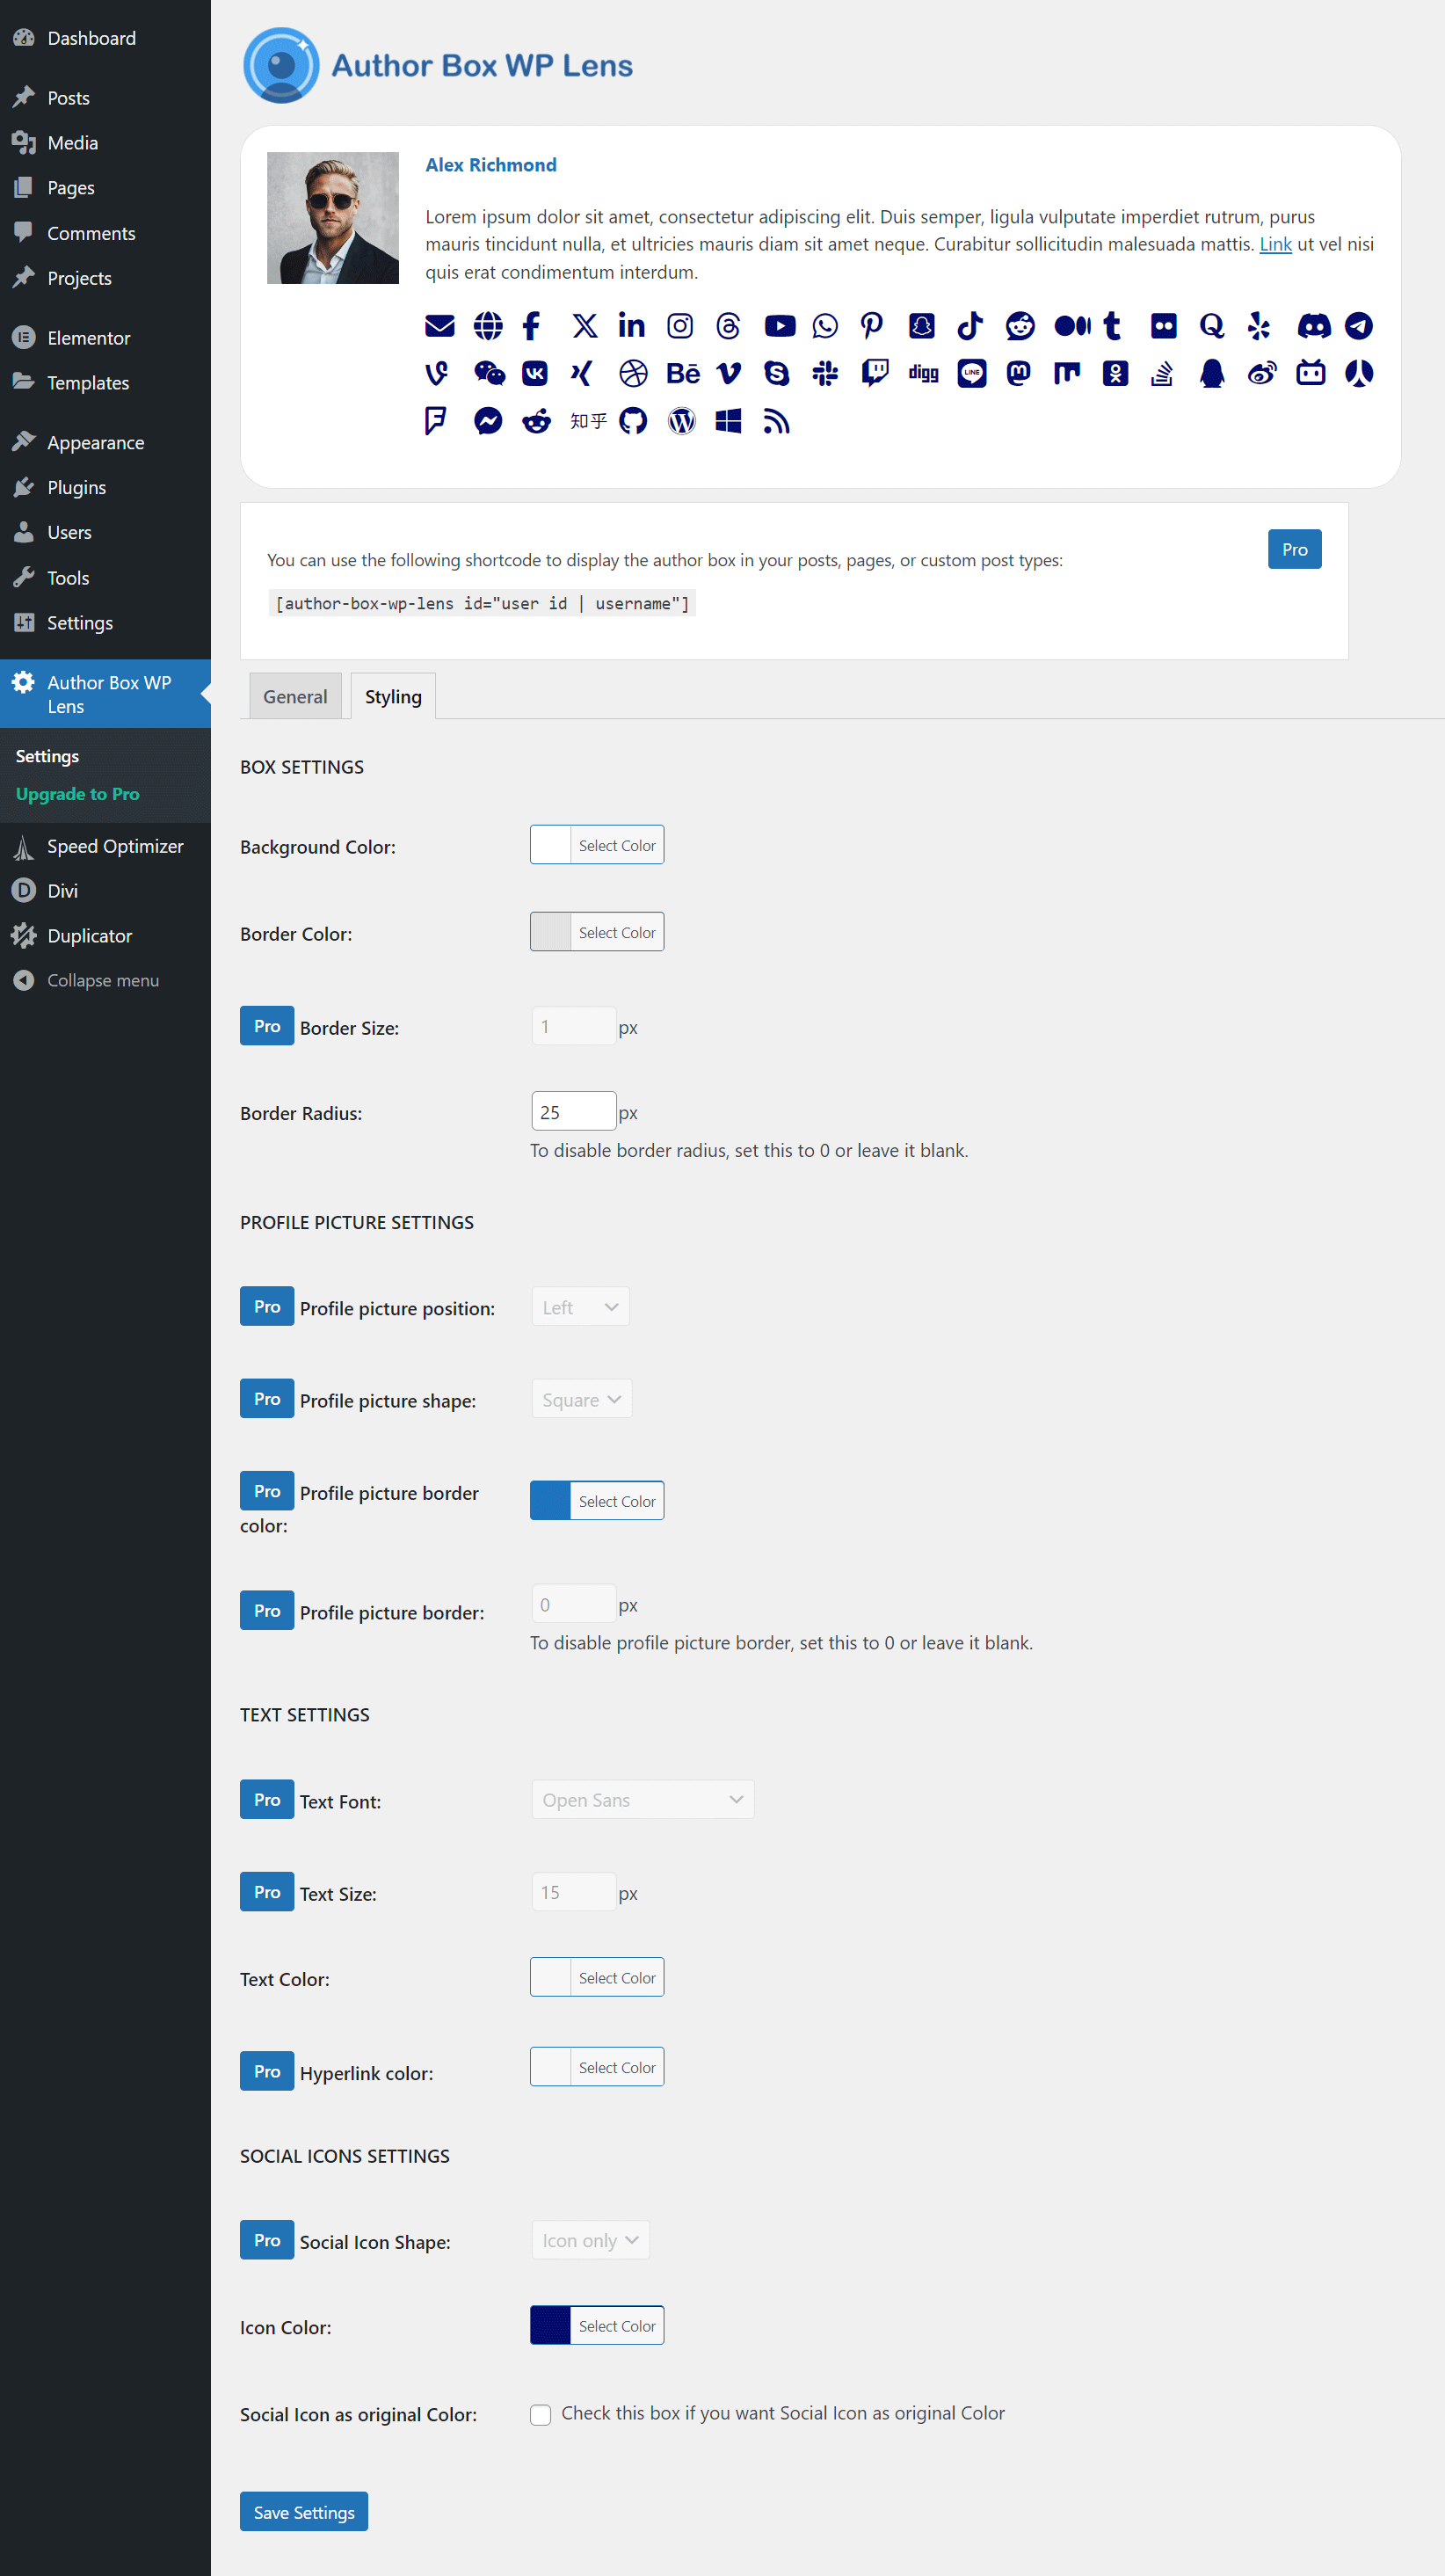 Dashboard
Posts
Media
Pages
Comments
Projects
Elementor
Templates
Appearance
Plugins
Users
Tools
Settings
Author Box WP
Lens
Settings
Upgrade to Pro
Speed Optimizer
Divi
Duplicator
Collapse menu
Author Box WP Lens
Alex Richmond
Lorem ipsum dolor sit amet, consectetur adipiscing elit. Duis semper, ligula vulputate imperdiet rutrum, purus
mauris tincidunt nulla, et ultricies mauris diam sit amet neque. Curabitur sollicitudin malesuada mattis. Link ut vel nisi
quis erat condimentum interdum.
digg
LINE
知乎
You can use the following shortcode to display the author box in your posts, pages, or custom post types:
Pro
[author-box-wp-lens id="user id | username"]
General Styling
BOX SETTINGS
Background Color: Select Color
Border Color: Select Color
Pro Border Size: 1 px
Border Radius: 25 px
To disable border radius, set this to 0 or leave it blank.
PROFILE PICTURE SETTINGS
Pro Profile picture position: Left
Pro Profile picture shape: Square
Pro Profile picture border
color: Select Color
Pro Profile picture border: 0 px
To disable profile picture border, set this to 0 or leave it blank.
TEXT SETTINGS
Pro Text Font: Open Sans
Pro Text Size: 15 px
Text Color: Select Color
Pro Hyperlink color: Select Color
SOCIAL ICONS SETTINGS
Pro Social Icon Shape: Icon only
Icon Color: Select Color
Social Icon as original Color: Check this box if you want Social Icon as original Color
Save Settings